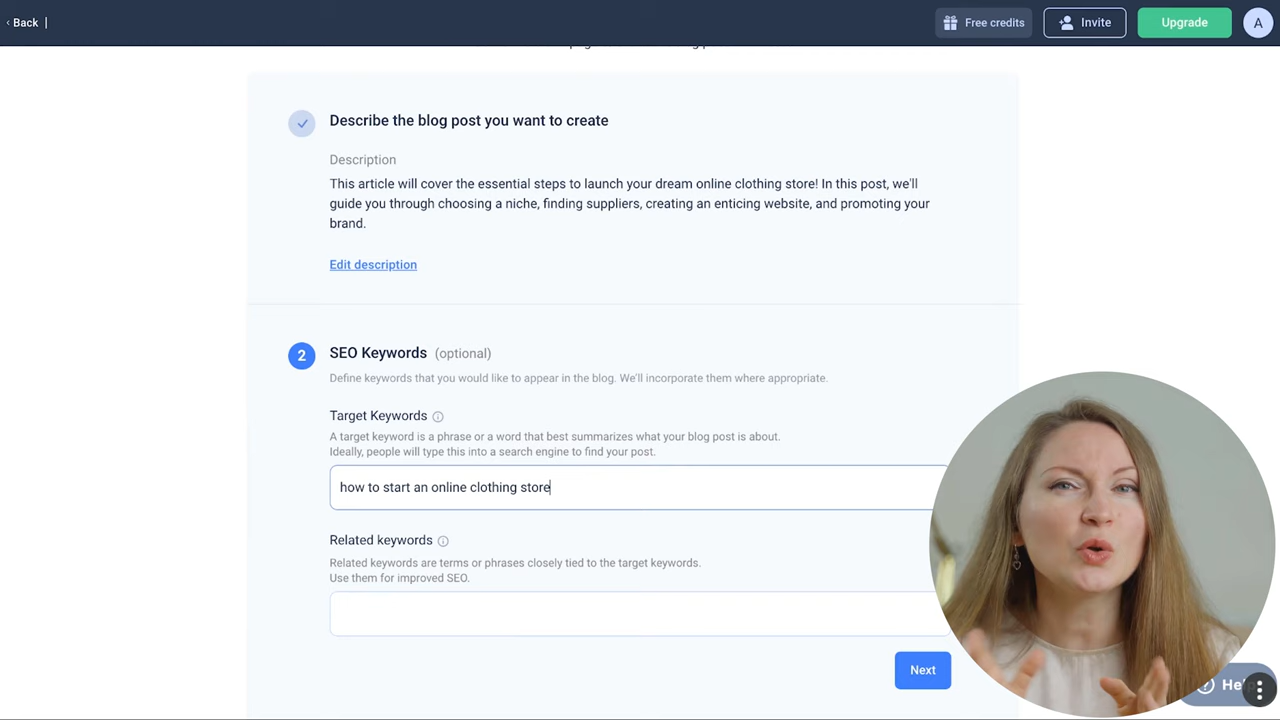 ‹ Back |
Free credits
Invite
Upgrade
A
Describe the blog post you want to create
Description
This article will cover the essential steps to launch your dream online clothing store! In this post, we'll
guide you through choosing a niche, finding suppliers, creating an enticing website, and promoting your
brand.
Edit description
2
SEO Keywords (optional)
Define keywords that you would like to appear in the blog. We'll incorporate them where appropriate.
Target Keywords
A target keyword is a phrase or a word that best summarizes what your blog post is about.
Ideally, people will type this into a search engine to find your post.
how to start an online clothing store
Related keywords
Related keywords are terms or phrases closely tied to the target keywords.
Use them for improved SEO.
Next